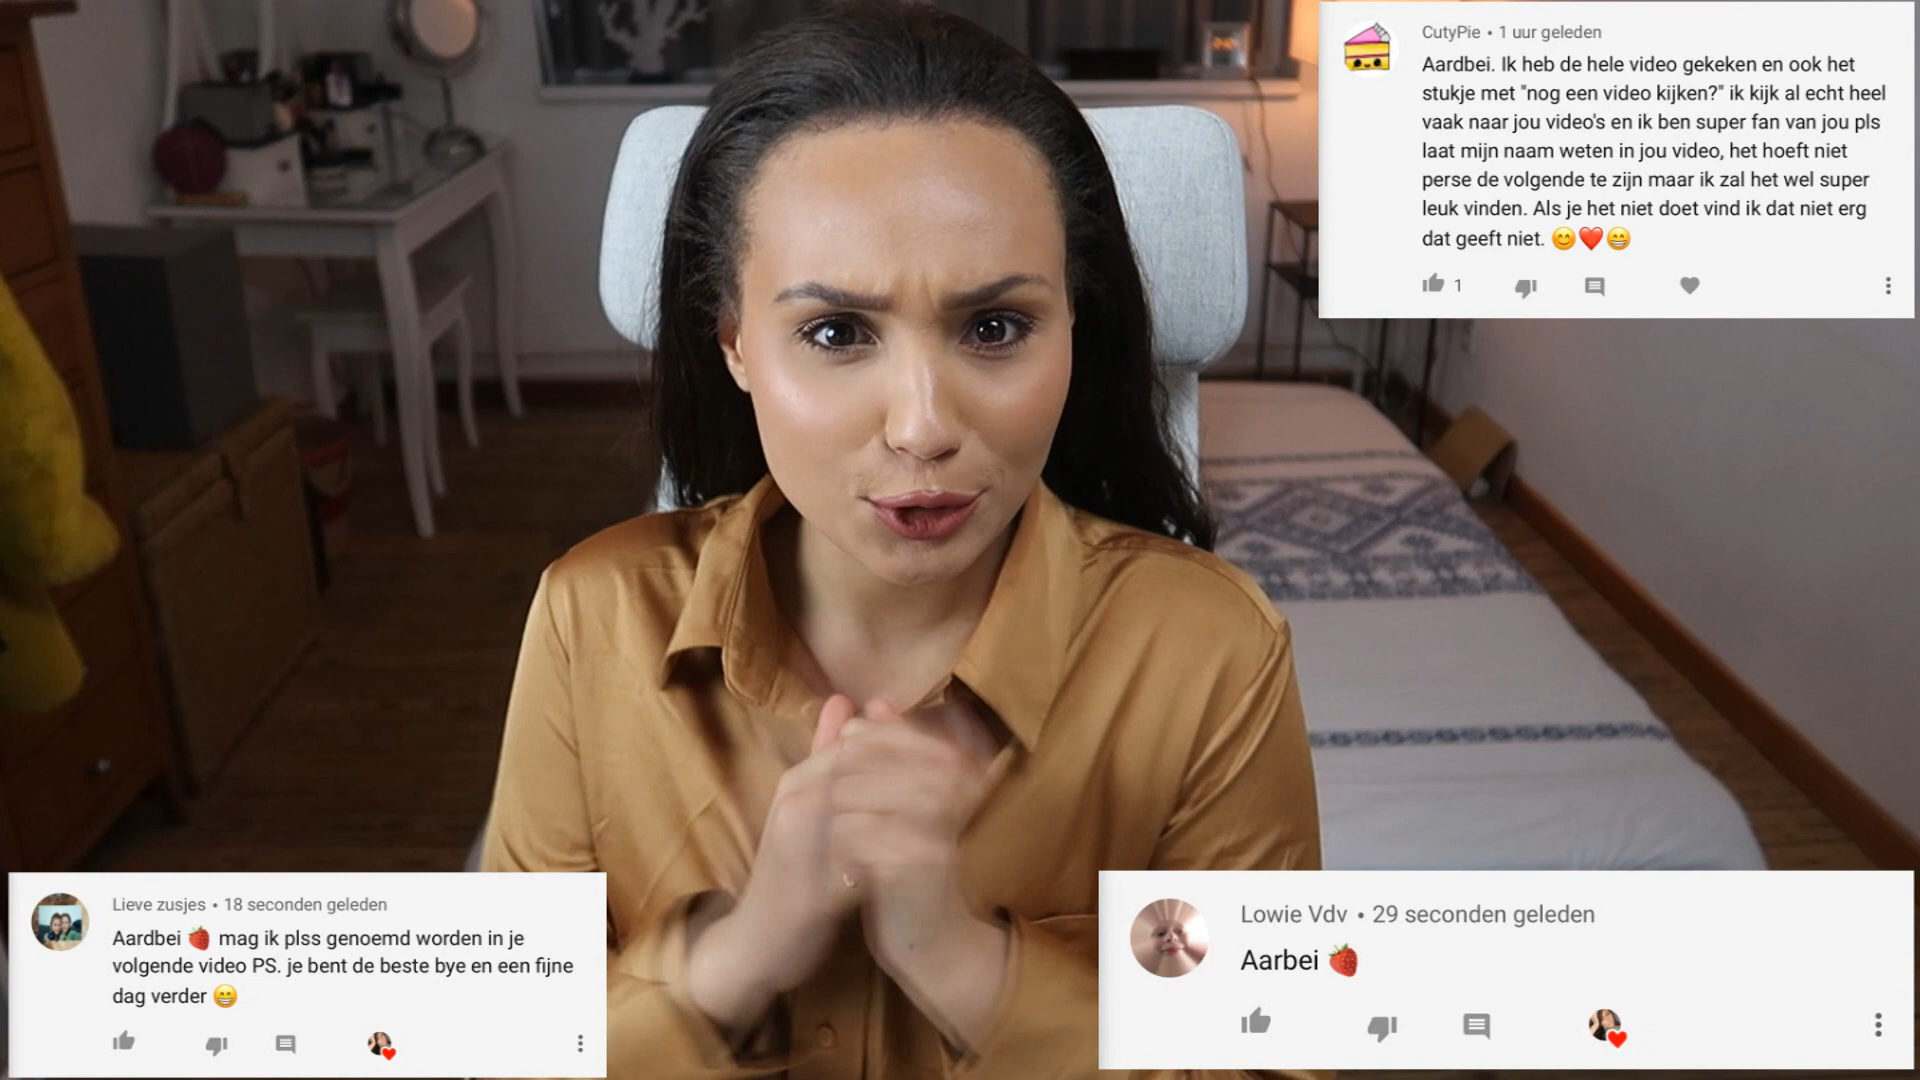 CutyPie • 1 uur geleden
Aardbei. Ik heb de hele video gekeken en ook het
stukje met "nog een video kijken?" ik kijk al echt heel
vaak naar jou video's en ik ben super fan van jou pls
laat mijn naam weten in jou video, het hoeft niet
perse de volgende te zijn maar ik zal het wel super
leuk vinden. Als je het niet doet vind ik dat niet erg
dat geeft niet. 😊❤️😁
1
Lieve zusjes • 18 seconden geleden
Aardbei 🍓 mag ik plss genoemd worden in je
volgende video PS. je bent de beste bye en een fijne
dag verder 😁
Lowie Vdv • 29 seconden geleden
Aarbei 🍓